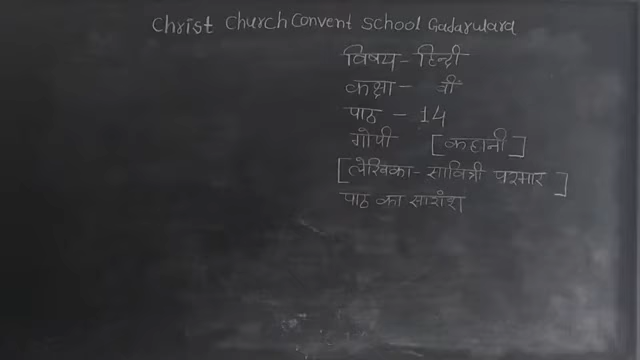 Christ Church Convent School Gadarwara
विषय - हिन्दी
कक्षा - वीं
पाठ - 14
गोपी [ कहानी ]
[ लेखिका - सावित्री परमार ]
पाठ का सारांश